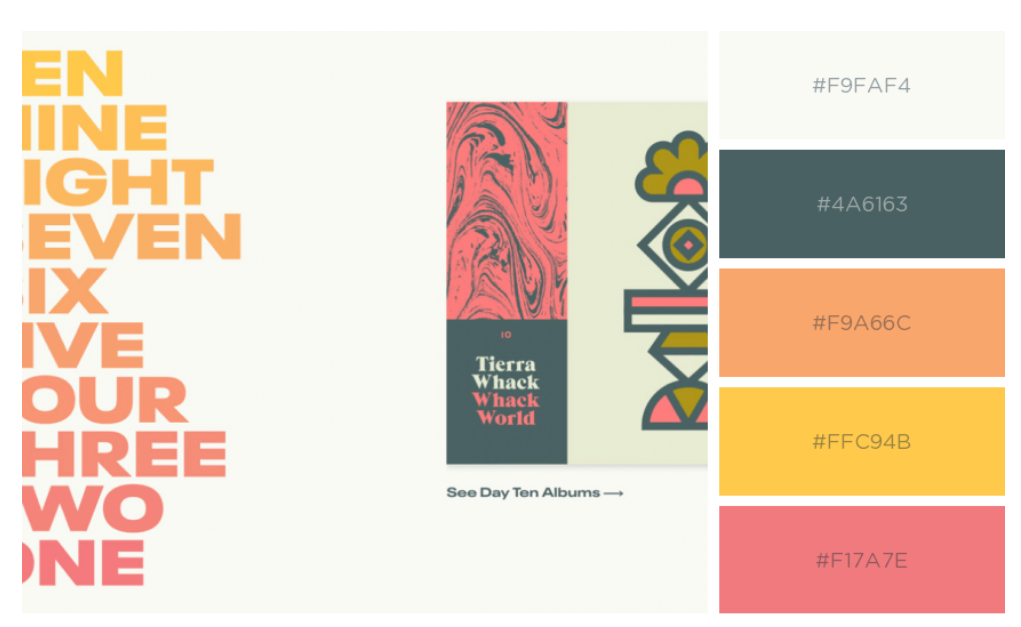 EN
INE
IGHT
EVEN
IX
IVE
OUR
HREE
WO
NE
10
Tierra
Whack
Whack
World
See Day Ten Albums →
#F9FAF4
#4A6163
#F9A66C
#FFC94B
#F17A7E